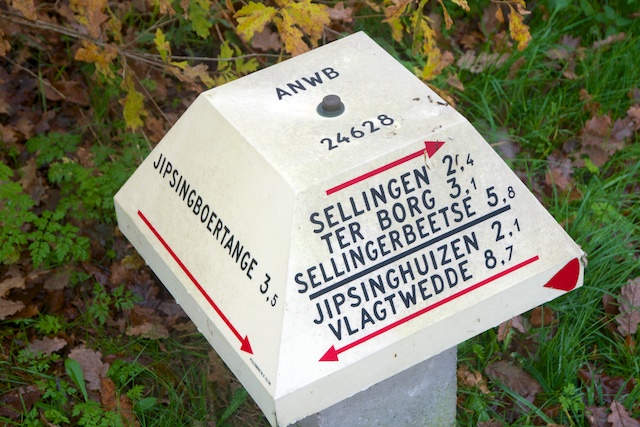 ANWB
24628
JIPSINGBOERTANGE 3,5
SELLINGEN 2,4
TER BORG 3,1
SELLINGERBEETSE 5,8
JIPSINGHUIZEN 2,1
VLAGTWEDDE 8,7